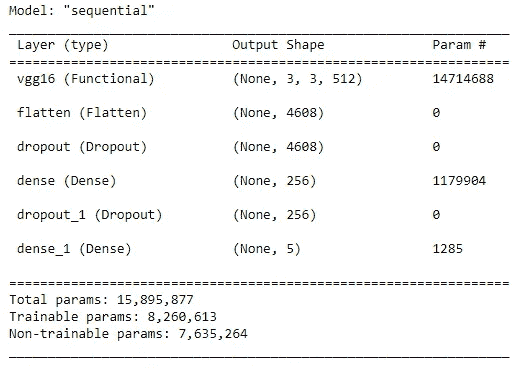 Model: "sequential"
Layer (type) Output Shape Param #
vgg16 (Functional) (None, 3, 3, 512) 14714688
flatten (Flatten) (None, 4608) 0
dropout (Dropout) (None, 4608) 0
dense (Dense) (None, 256) 1179904
dropout_1 (Dropout) (None, 256) 0
dense_1 (Dense) (None, 5) 1285
Total params: 15,895,877
Trainable params: 8,260,613
Non-trainable params: 7,635,264